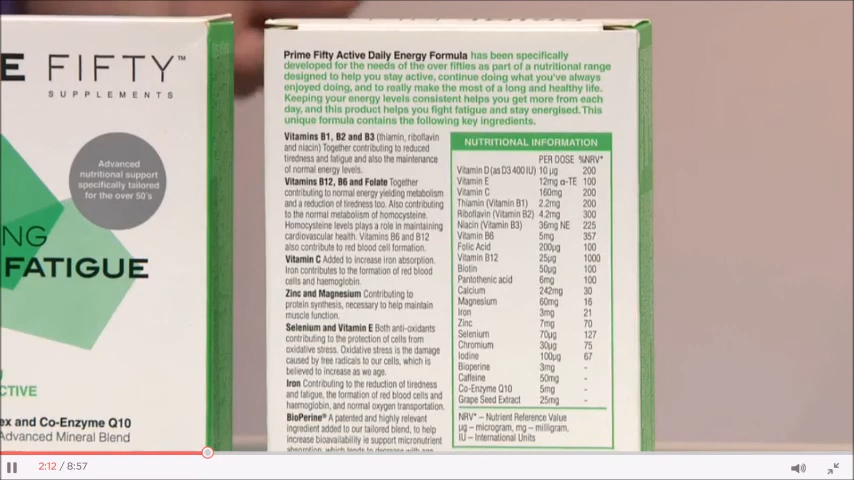 E FIFTY™
SUPPLEMENTS
Advanced
nutritional support
specifically tailored
for the over 50's
NG
FATIGUE
CTIVE
ex and Co-Enzyme Q10
Advanced Mineral Blend
Prime Fifty Active Daily Energy Formula has been specifically
developed for the needs of the over fifties as part of a nutritional range
designed to help you stay active, continue doing what you've always
enjoyed doing, and to really make the most of a long and healthy life.
Keeping your energy levels consistent helps you get more from each
day, and this product helps you fight fatigue and stay energised. This
unique formula contains the following key ingredients.
Vitamins B1, B2 and B3 (thiamin, riboflavin
and niacin) Together contributing to reduced
tiredness and fatigue and also the maintenance
of normal energy levels.
Vitamins B12, B6 and Folate Together
contributing to normal energy yielding metabolism
and a reduction of tiredness too. Also contributing
to the normal metabolism of homocysteine.
Homocysteine levels play a role in maintaining
cardiovascular health. Vitamins B6 and B12
also contribute to red blood cell formation.
Vitamin C Added to increase iron absorption.
Iron contributes to the formation of red blood
cells and haemoglobin.
Zinc and Magnesium Contributing to
protein synthesis, necessary to help maintain
muscle function.
Selenium and Vitamin E Both anti-oxidants
contributing to the protection of cells from
oxidative stress. Oxidative stress is the damage
caused by free radicals to our cells, which is
believed to increase as we age.
Iron Contributing to the reduction of tiredness
and fatigue, the formation of red blood cells and
haemoglobin, and normal oxygen transportation.
BioPerine® A patented and highly relevant
ingredient added to our tailored blend, to help
increase bioavailability ie support micronutrient
absorption, which tends to decrease with age
NUTRITIONAL INFORMATION
PER DOSE %NRV*
Vitamin D (as D3 400 IU) 10 µg 200
Vitamin E 12mg α-TE 100
Vitamin C 160mg 200
Thiamin (Vitamin B1) 2.2mg 200
Riboflavin (Vitamin B2) 4.2mg 300
Niacin (Vitamin B3) 36mg NE 225
Vitamin B6 5mg 357
Folic Acid 200µg 100
Vitamin B12 25µg 1000
Biotin 50µg 100
Pantothenic acid 6mg 100
Calcium 242mg 30
Magnesium 60mg 16
Iron 3mg 21
Zinc 7mg 70
Selenium 70µg 127
Chromium 30µg 75
Iodine 100µg 67
Bioperine 3mg -
Caffeine 50mg -
Co-Enzyme Q10 5mg -
Grape Seed Extract 25mg -
NRV* – Nutrient Reference Value
µg – microgram, mg – milligram,
IU – International Units
2:12 / 8:57